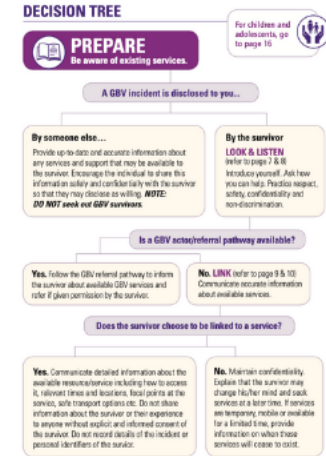 DECISION TREE
For children and
adolescents, go
to page 16
PREPARE
Be aware of existing services.
A GBV incident is disclosed to you...
By someone else...
Provide up-to-date and accurate information about
any services and support that may be available to
the survivor. Encourage the individual to share this
information safely and confidentially with the survivor
so that they may disclose as willing. NOTE:
DO NOT seek out GBV survivors.
By the survivor
LOOK & LISTEN
(refer to page 7 & 8)
Introduce yourself. Ask how
you can help. Practice respect,
safety, confidentiality and
non-discrimination.
Is a GBV actor/referral pathway available?
Yes. Follow the GBV referral pathway to inform
the survivor about available GBV services and
refer if given permission by the survivor.
No. LINK (refer to page 9 & 10)
Communicate accurate information
about available services.
Does the survivor choose to be linked to a service?
Yes. Communicate detailed information about the
available resource/service including how to access
it, relevant times and locations, focal points at the
service, safe transport options etc. Do not share
information about the survivor or their experience
to anyone without explicit and informed consent of
the survivor. Do not record details of the incident or
personal identifiers of the survivor.
No. Maintain confidentiality.
Explain that the survivor may
change his/her mind and seek
services at a later time. If services
are temporary, mobile or available
for a limited time, provide
information on when these
services will cease to exist.